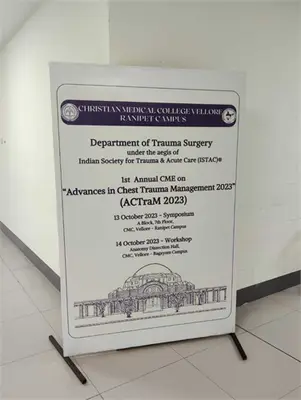 CHRISTIAN MEDICAL COLLEGE VELLORE
RANIPET CAMPUS
Department of Trauma Surgery
under the aegis of
Indian Society for Trauma & Acute Care (ISTAC)®
1st Annual CME on
“Advances in Chest Trauma Management 2023”
(ACTraM 2023)
13 October 2023 - Symposium
A Block, 7th Floor,
CMC, Vellore - Ranipet Campus
14 October 2023 - Workshop
Anatomy Dissection Hall,
CMC, Vellore - Bagayam Campus